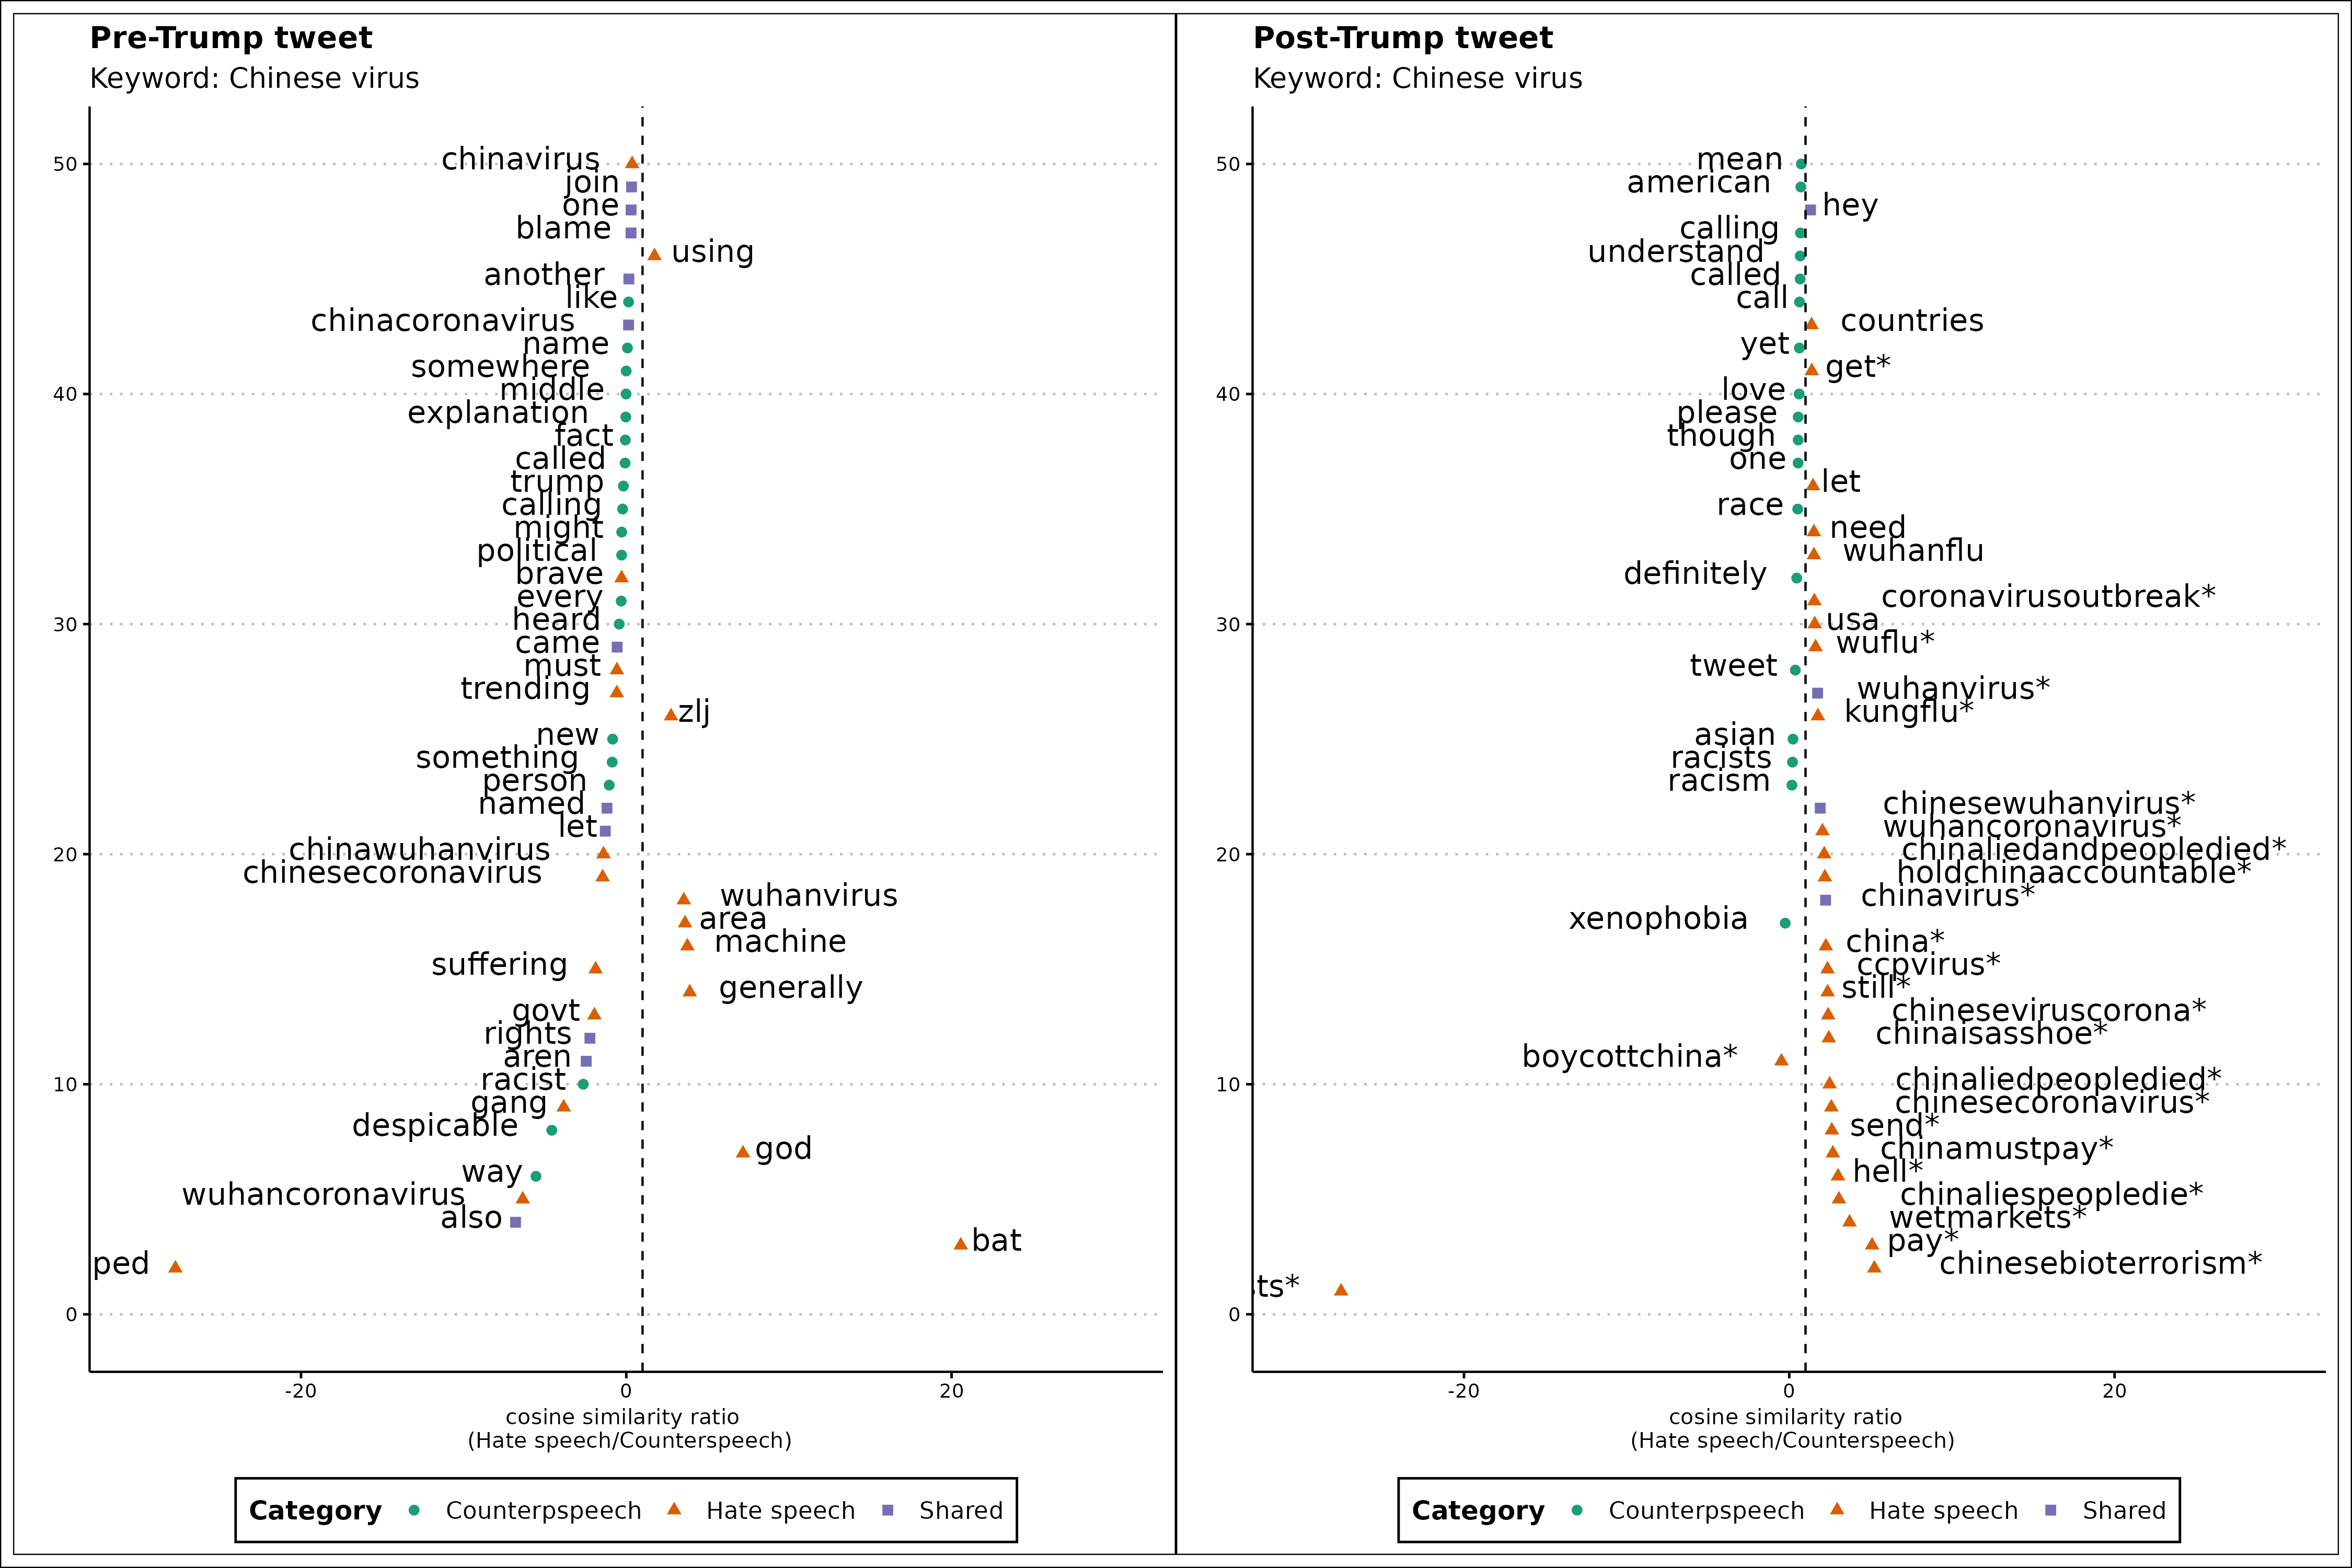 Pre-Trump tweet
Keyword: Chinese virus
50
40
30
20
10
0
chinavirus
join
one
blame
using
another
like
chinacoronavirus
name
somewhere
middle
explanation
fact
called
trump
calling
might
political
brave
every
heard
came
must
trending
zlj
new
something
person
named
let
chinawuhanvirus
chinesecoronavirus
wuhanvirus
area
machine
suffering
generally
govt
rights
aren
racist
gang
despicable
god
way
wuhancoronavirus
also
bat
ped
-20 0 20
cosine similarity ratio
(Hate speech/Counterspeech)
Category Counterpspeech Hate speech Shared
Post-Trump tweet
Keyword: Chinese virus
50
40
30
20
10
0
mean
american
hey
calling
understand
called
call
countries
yet
get*
love
please
though
one
let
race
need
wuhanflu
definitely
coronavirusoutbreak*
usa
wuflu*
tweet
wuhanvirus*
kungflu*
asian
racists
racism
chinesewuhanvirus*
wuhancoronavirus*
chinaliedandpeopledied*
holdchinaaccountable*
chinavirus*
xenophobia
china*
ccpvirus*
still*
chineseviruscorona*
chinaisasshoe*
boycottchina*
chinaliedpeopledied*
chinesecoronavirus*
send*
chinamustpay*
hell*
chinaliespeopledie*
wetmarkets*
pay*
chinesebioterrorism*
ts*
-20 0 20
cosine similarity ratio
(Hate speech/Counterspeech)
Category Counterpspeech Hate speech Shared